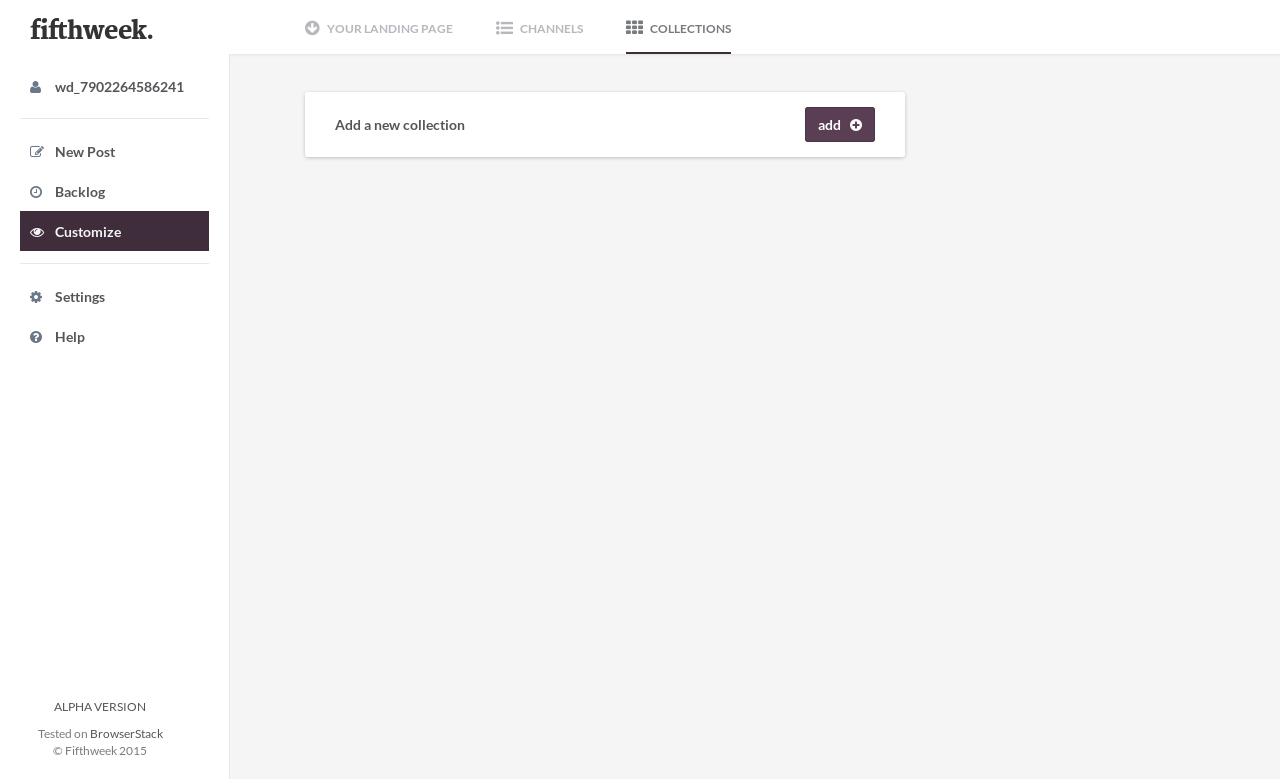 fifthweek.
YOUR LANDING PAGE
CHANNELS
COLLECTIONS
wd_7902264586241
New Post
Backlog
Customize
Settings
Help
Add a new collection
add
ALPHA VERSION
Tested on BrowserStack
© Fifthweek 2015